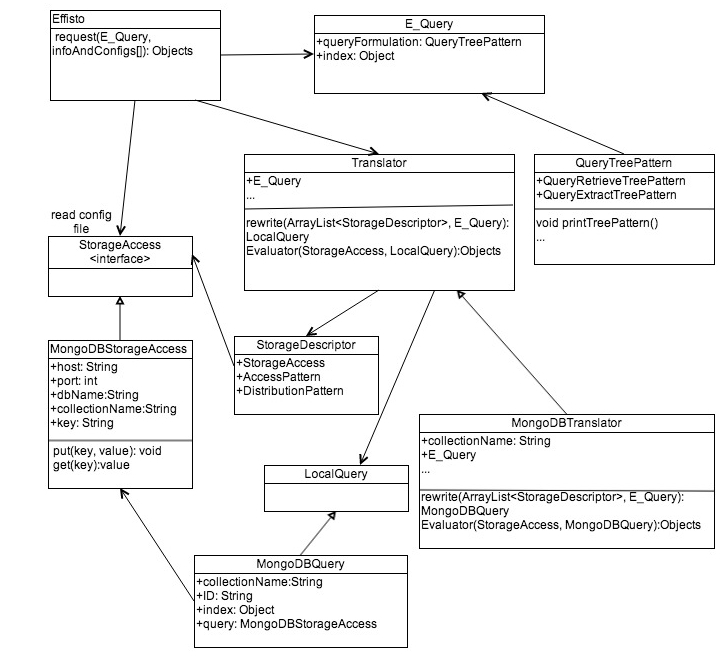 Effisto
request(E_Query,
infoAndConfigs[]): Objects
E_Query
+queryFormulation: QueryTreePattern
+index: Object
Translator
+E_Query
...
rewrite(ArrayList<StorageDescriptor>, E_Query):
LocalQuery
Evaluator(StorageAccess, LocalQuery):Objects
QueryTreePattern
+QueryRetrieveTreePattern
+QueryExtractTreePattern
void printTreePattern()
...
read config
file
StorageAccess
<interface>
MongoDBStorageAccess
+host: String
+port: int
+dbName:String
+collectionName:String
+key: String
put(key, value): void
get(key):value
StorageDescriptor
+StorageAccess
+AccessPattern
+DistributionPattern
LocalQuery
MongoDBTranslator
+collectionName: String
+E_Query
...
rewrite(ArrayList<StorageDescriptor>, E_Query):
MongoDBQuery
Evaluator(StorageAccess, MongoDBQuery):Objects
MongoDBQuery
+collectionName:String
+ID: String
+index: Object
+query: MongoDBStorageAccess